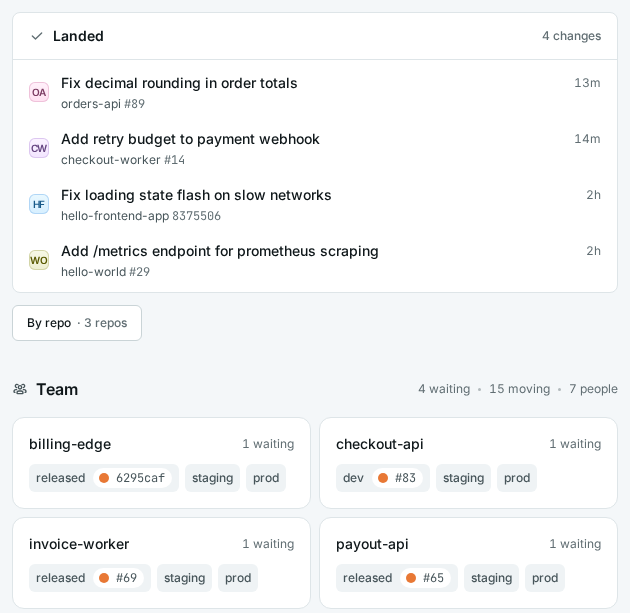 Landed 4 changes
OA Fix decimal rounding in order totals 13m
orders-api #89
CW Add retry budget to payment webhook 14m
checkout-worker #14
HF Fix loading state flash on slow networks 2h
hello-frontend-app 8375506
WO Add /metrics endpoint for prometheus scraping 2h
hello-world #29
By repo · 3 repos
Team 4 waiting • 15 moving • 7 people
billing-edge 1 waiting
released 6295caf staging prod
checkout-api 1 waiting
dev #83 staging prod
invoice-worker 1 waiting
released #69 staging prod
payout-api 1 waiting
released #65 staging prod